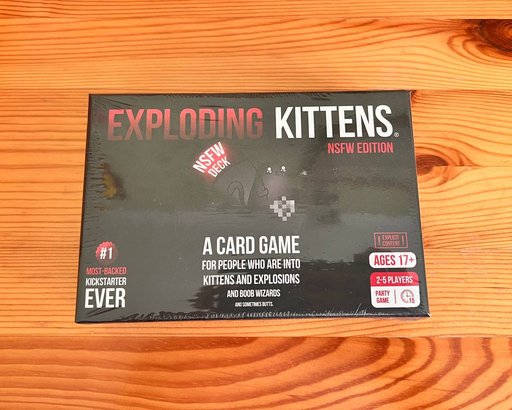 EXPLODING KITTENS®
NSFW EDITION
NSFW
DECK
A CARD GAME
FOR PEOPLE WHO ARE INTO
KITTENS AND EXPLOSIONS
AND BOOB WIZARDS
AND SOMETIMES BUTTS.
#1
MOST-BACKED
KICKSTARTER
EVER
EXPLICIT
CONTENT
AGES 17+
2-5 PLAYERS
PARTY
GAME
15